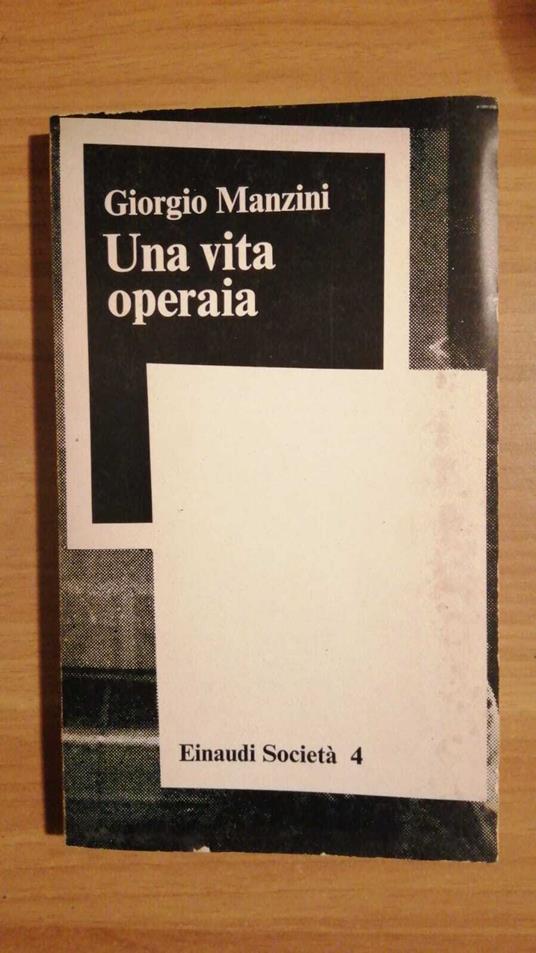 Giorgio Manzini
Una vita
operaia
Einaudi Società 4